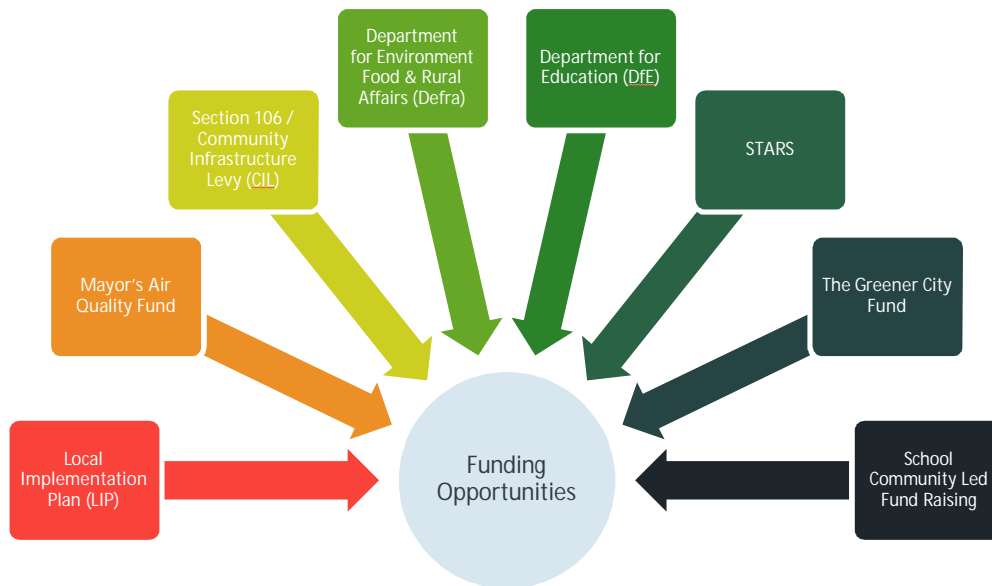 Department
for Environment
Food & Rural
Affairs (Defra)
Department for
Education (DfE)
Section 106 /
Community
Infrastructure
Levy (CIL)
STARS
Mayor's Air
Quality Fund
The Greener City
Fund
Local
Implementation
Plan (LIP)
Funding
Opportunities
School
Community Led
Fund Raising